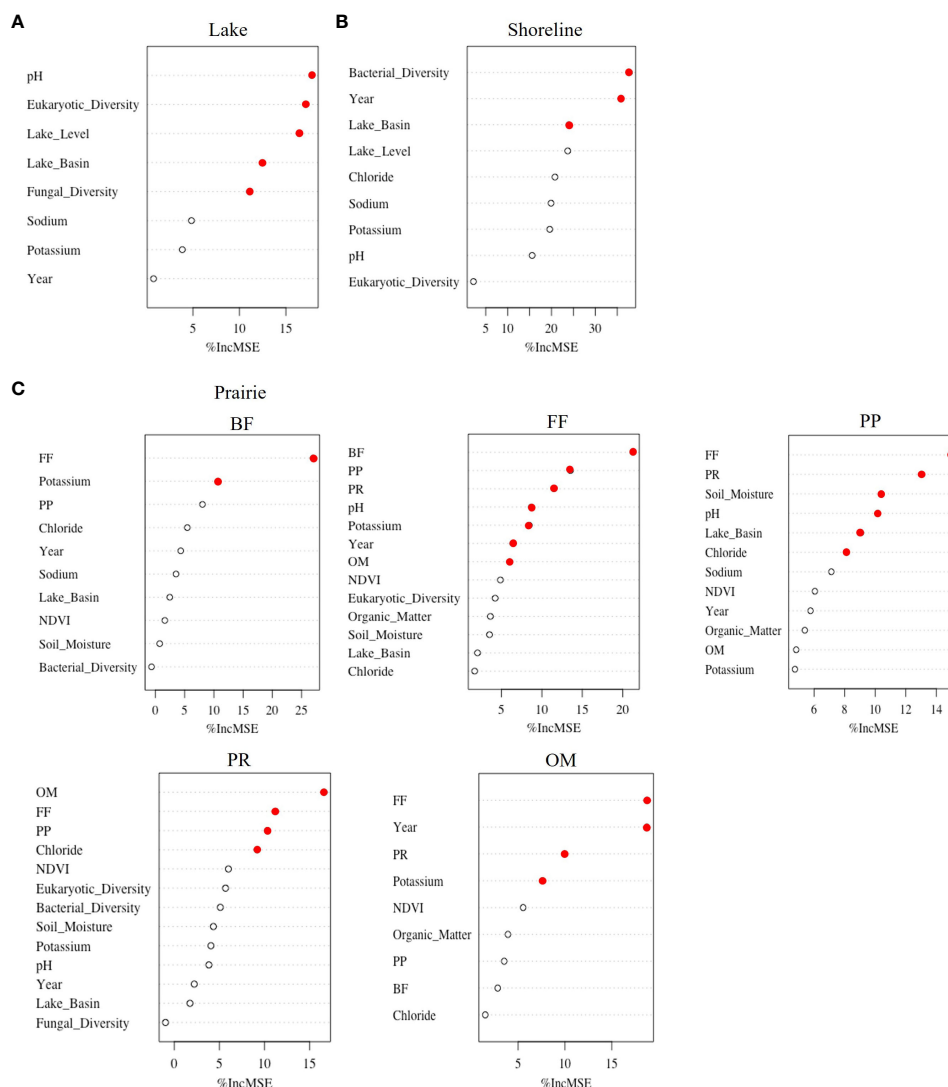 A
Lake
pH
Eukaryotic_Diversity
Lake_Level
Lake_Basin
Fungal_Diversity
Sodium
Potassium
Year
5 10 15
%IncMSE
B
Shoreline
Bacterial_Diversity
Year
Lake_Basin
Lake_Level
Chloride
Sodium
Potassium
pH
Eukaryotic_Diversity
5 10 20 30
%IncMSE
C
Prairie
BF
FF
Potassium
PP
Chloride
Year
Sodium
Lake_Basin
NDVI
Soil_Moisture
Bacterial_Diversity
0 5 10 15 20 25
%IncMSE
FF
BF
PP
PR
pH
Potassium
Year
OM
NDVI
Eukaryotic_Diversity
Organic_Matter
Soil_Moisture
Lake_Basin
Chloride
5 10 15 20
%IncMSE
PP
FF
PR
Soil_Moisture
pH
Lake_Basin
Chloride
Sodium
NDVI
Year
Organic_Matter
OM
Potassium
6 8 10 12 14
%IncMSE
PR
OM
FF
PP
Chloride
NDVI
Eukaryotic_Diversity
Bacterial_Diversity
Soil_Moisture
Potassium
pH
Year
Lake_Basin
Fungal_Diversity
0 5 10 15
%IncMSE
OM
FF
Year
PR
Potassium
NDVI
Organic_Matter
PP
BF
Chloride
5 10 15
%IncMSE